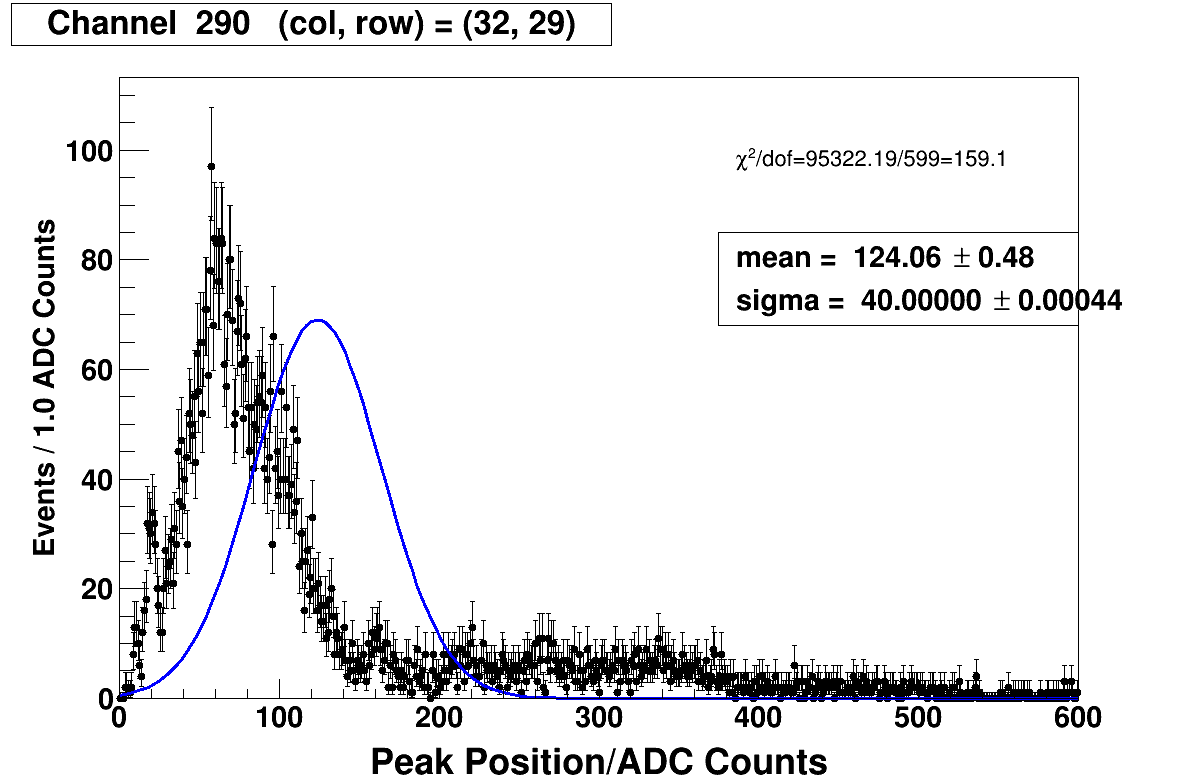 Channel 290 (col, row) = (32, 29)
χ²/dof=95322.19/599=159.1
mean = 124.06 ± 0.48
sigma = 40.00000 ± 0.00044
Events / 1.0 ADC Counts
100
80
60
40
20
0
0 100 200 300 400 500 600
Peak Position/ADC Counts